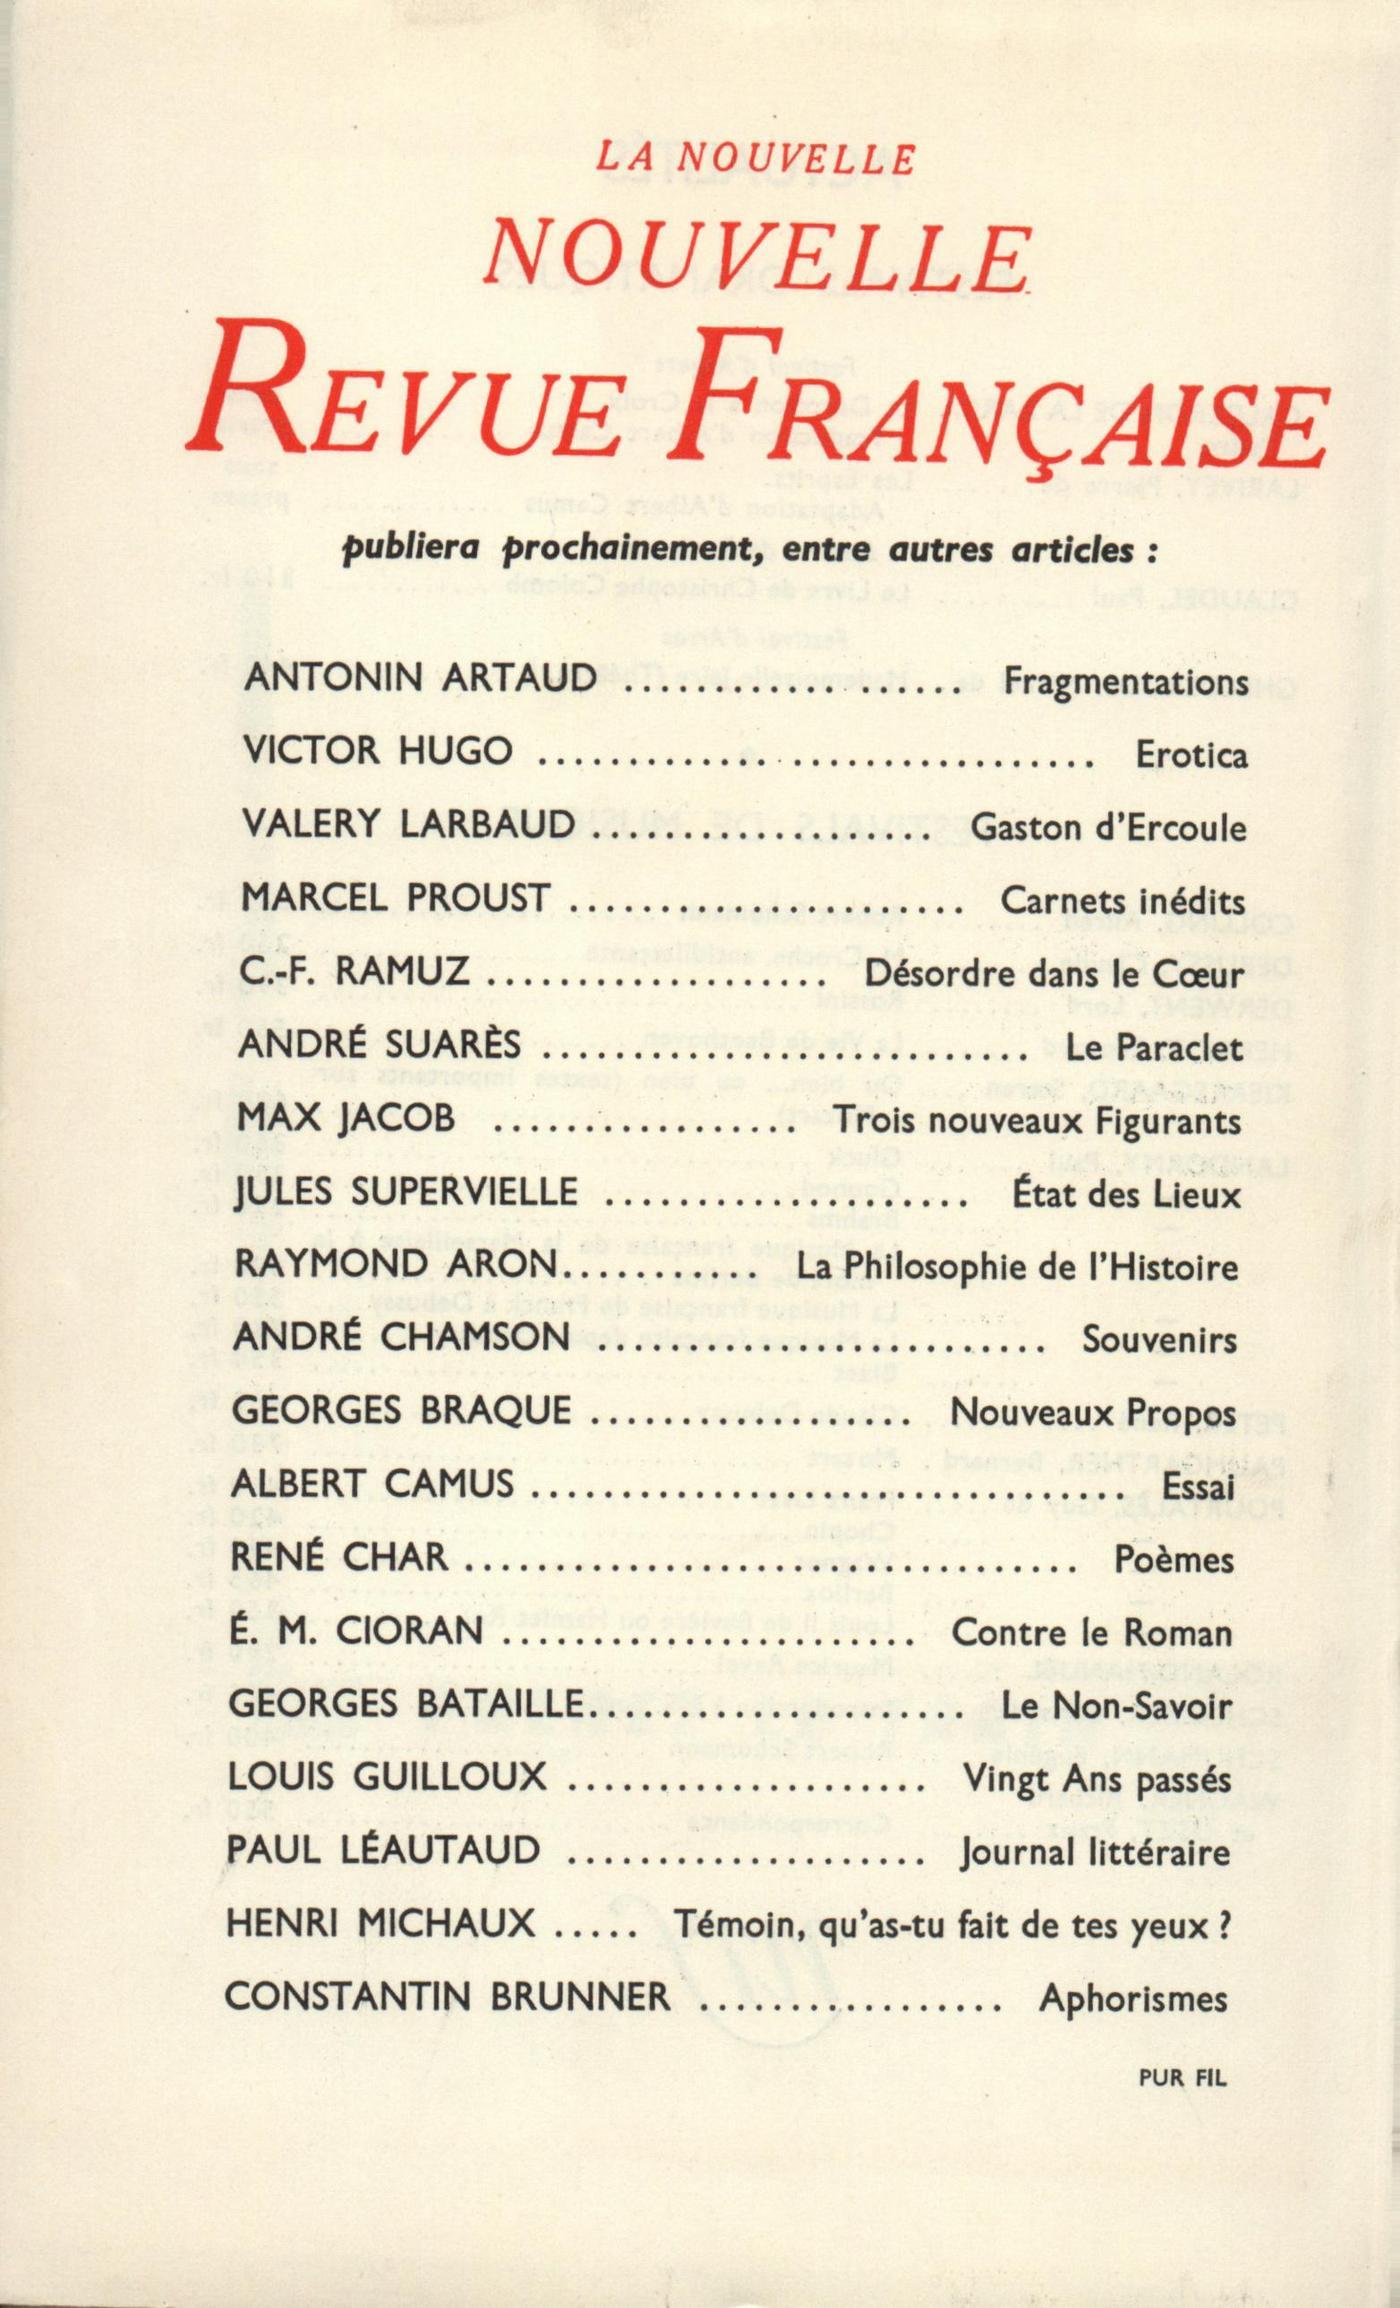 LA NOUVELLE
NOUVELLE
REVUE FRANÇAISE
publiera prochainement, entre autres articles :
ANTONIN ARTAUD .................. Fragmentations
VICTOR HUGO ............................... Erotica
VALERY LARBAUD ................... Gaston d'Ercoule
MARCEL PROUST ...................... Carnets inédits
C.-F. RAMUZ ................... Désordre dans le Cœur
ANDRÉ SUARÈS ........................... Le Paraclet
MAX JACOB ................. Trois nouveaux Figurants
JULES SUPERVIELLE .................... État des Lieux
RAYMOND ARON........... La Philosophie de l'Histoire
ANDRÉ CHAMSON ......................... Souvenirs
GEORGES BRAQUE .................. Nouveaux Propos
ALBERT CAMUS ................................. Essai
RENÉ CHAR .................................. Poèmes
É. M. CIORAN ....................... Contre le Roman
GEORGES BATAILLE..................... Le Non-Savoir
LOUIS GUILLOUX .................... Vingt Ans passés
PAUL LÉAUTAUD .................... Journal littéraire
HENRI MICHAUX ..... Témoin, qu'as-tu fait de tes yeux ?
CONSTANTIN BRUNNER ................. Aphorismes
PUR FIL